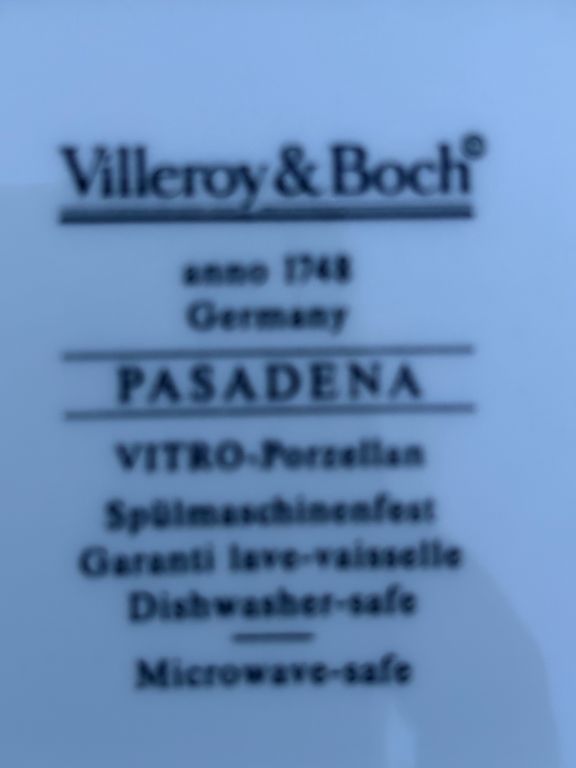 Villeroy & Boch©
anno 1748
Germany
PASADENA
VITRO-Porzellan
Spülmaschinenfest
Garanti lave-vaisselle
Dishwasher-safe
Microwave-safe